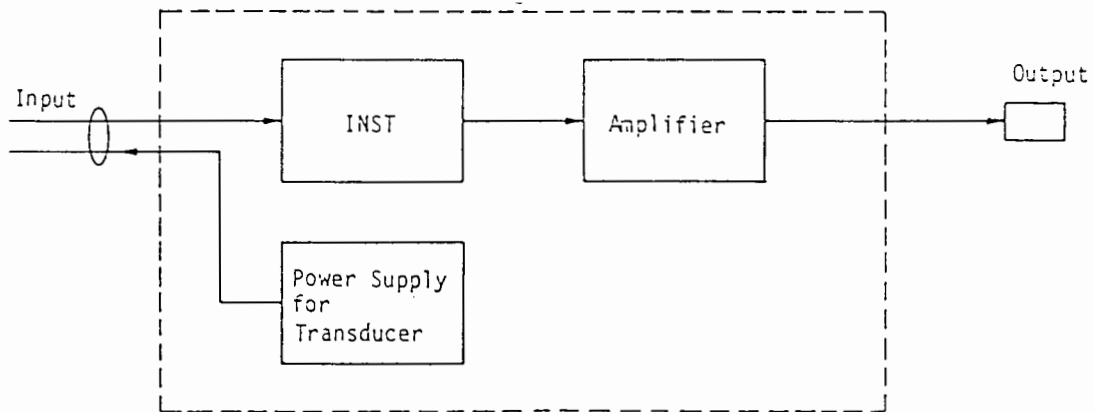 Output
Input
INST
Amplifier
Power Supply
for
Transducer